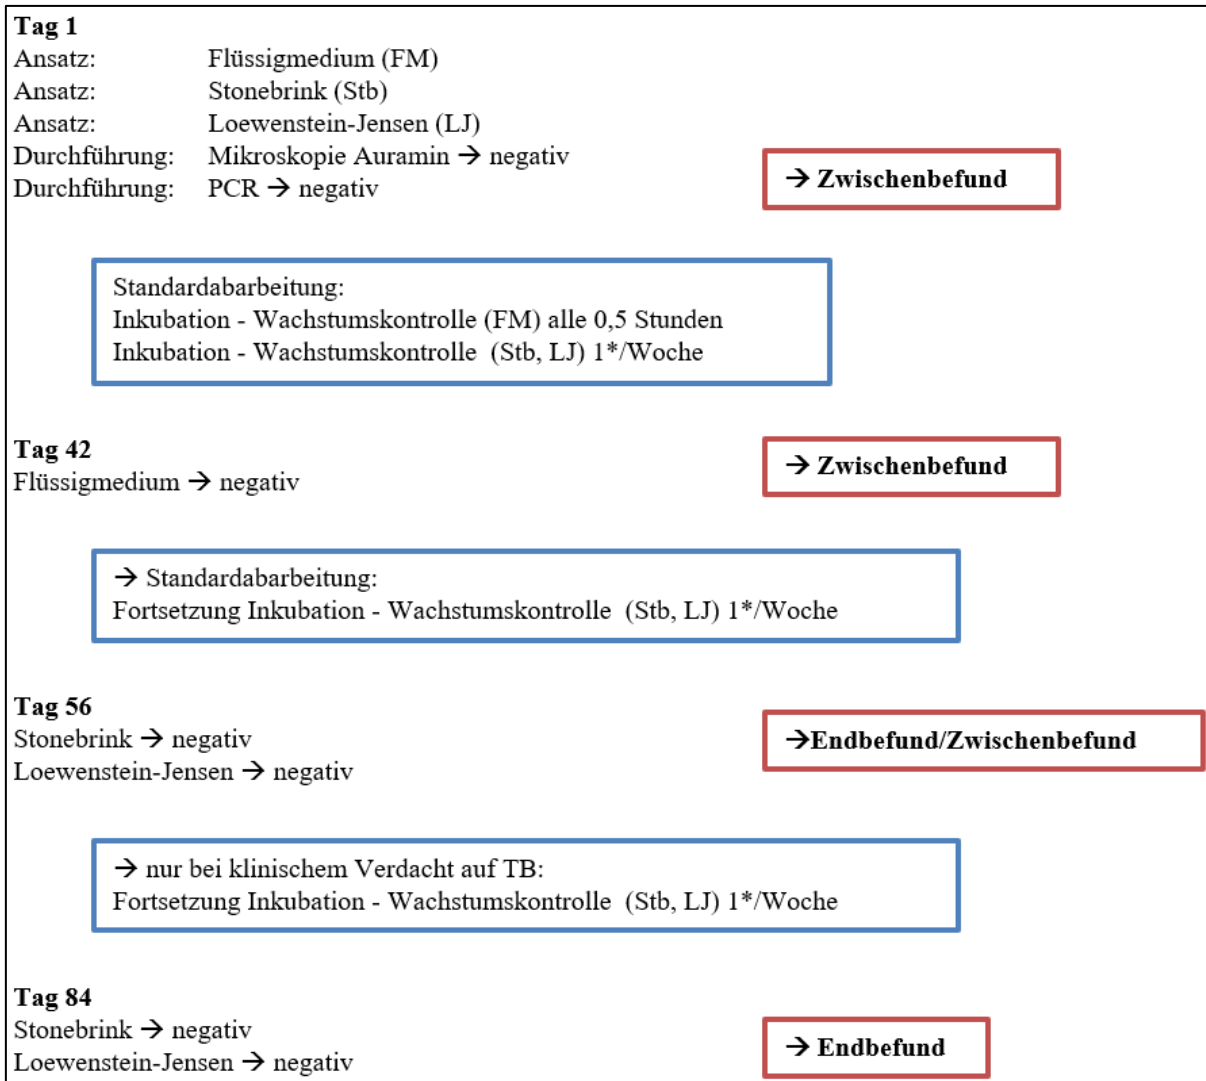 Tag 1
Ansatz: Flüssigmedium (FM)
Ansatz: Stonebrink (Stb)
Ansatz: Loewenstein-Jensen (LJ)
Durchführung: Mikroskopie Auramin → negativ
Durchführung: PCR → negativ
→ Zwischenbefund
Standardabarbeitung:
Inkubation - Wachstumskontrolle (FM) alle 0,5 Stunden
Inkubation - Wachstumskontrolle (Stb, LJ) 1*/Woche
Tag 42
Flüssigmedium → negativ
→ Zwischenbefund
→ Standardabarbeitung:
Fortsetzung Inkubation - Wachstumskontrolle (Stb, LJ) 1*/Woche
Tag 56
Stonebrink → negativ
Loewenstein-Jensen → negativ
→Endbefund/Zwischenbefund
→ nur bei klinischem Verdacht auf TB:
Fortsetzung Inkubation - Wachstumskontrolle (Stb, LJ) 1*/Woche
Tag 84
Stonebrink → negativ
Loewenstein-Jensen → negativ
→ Endbefund